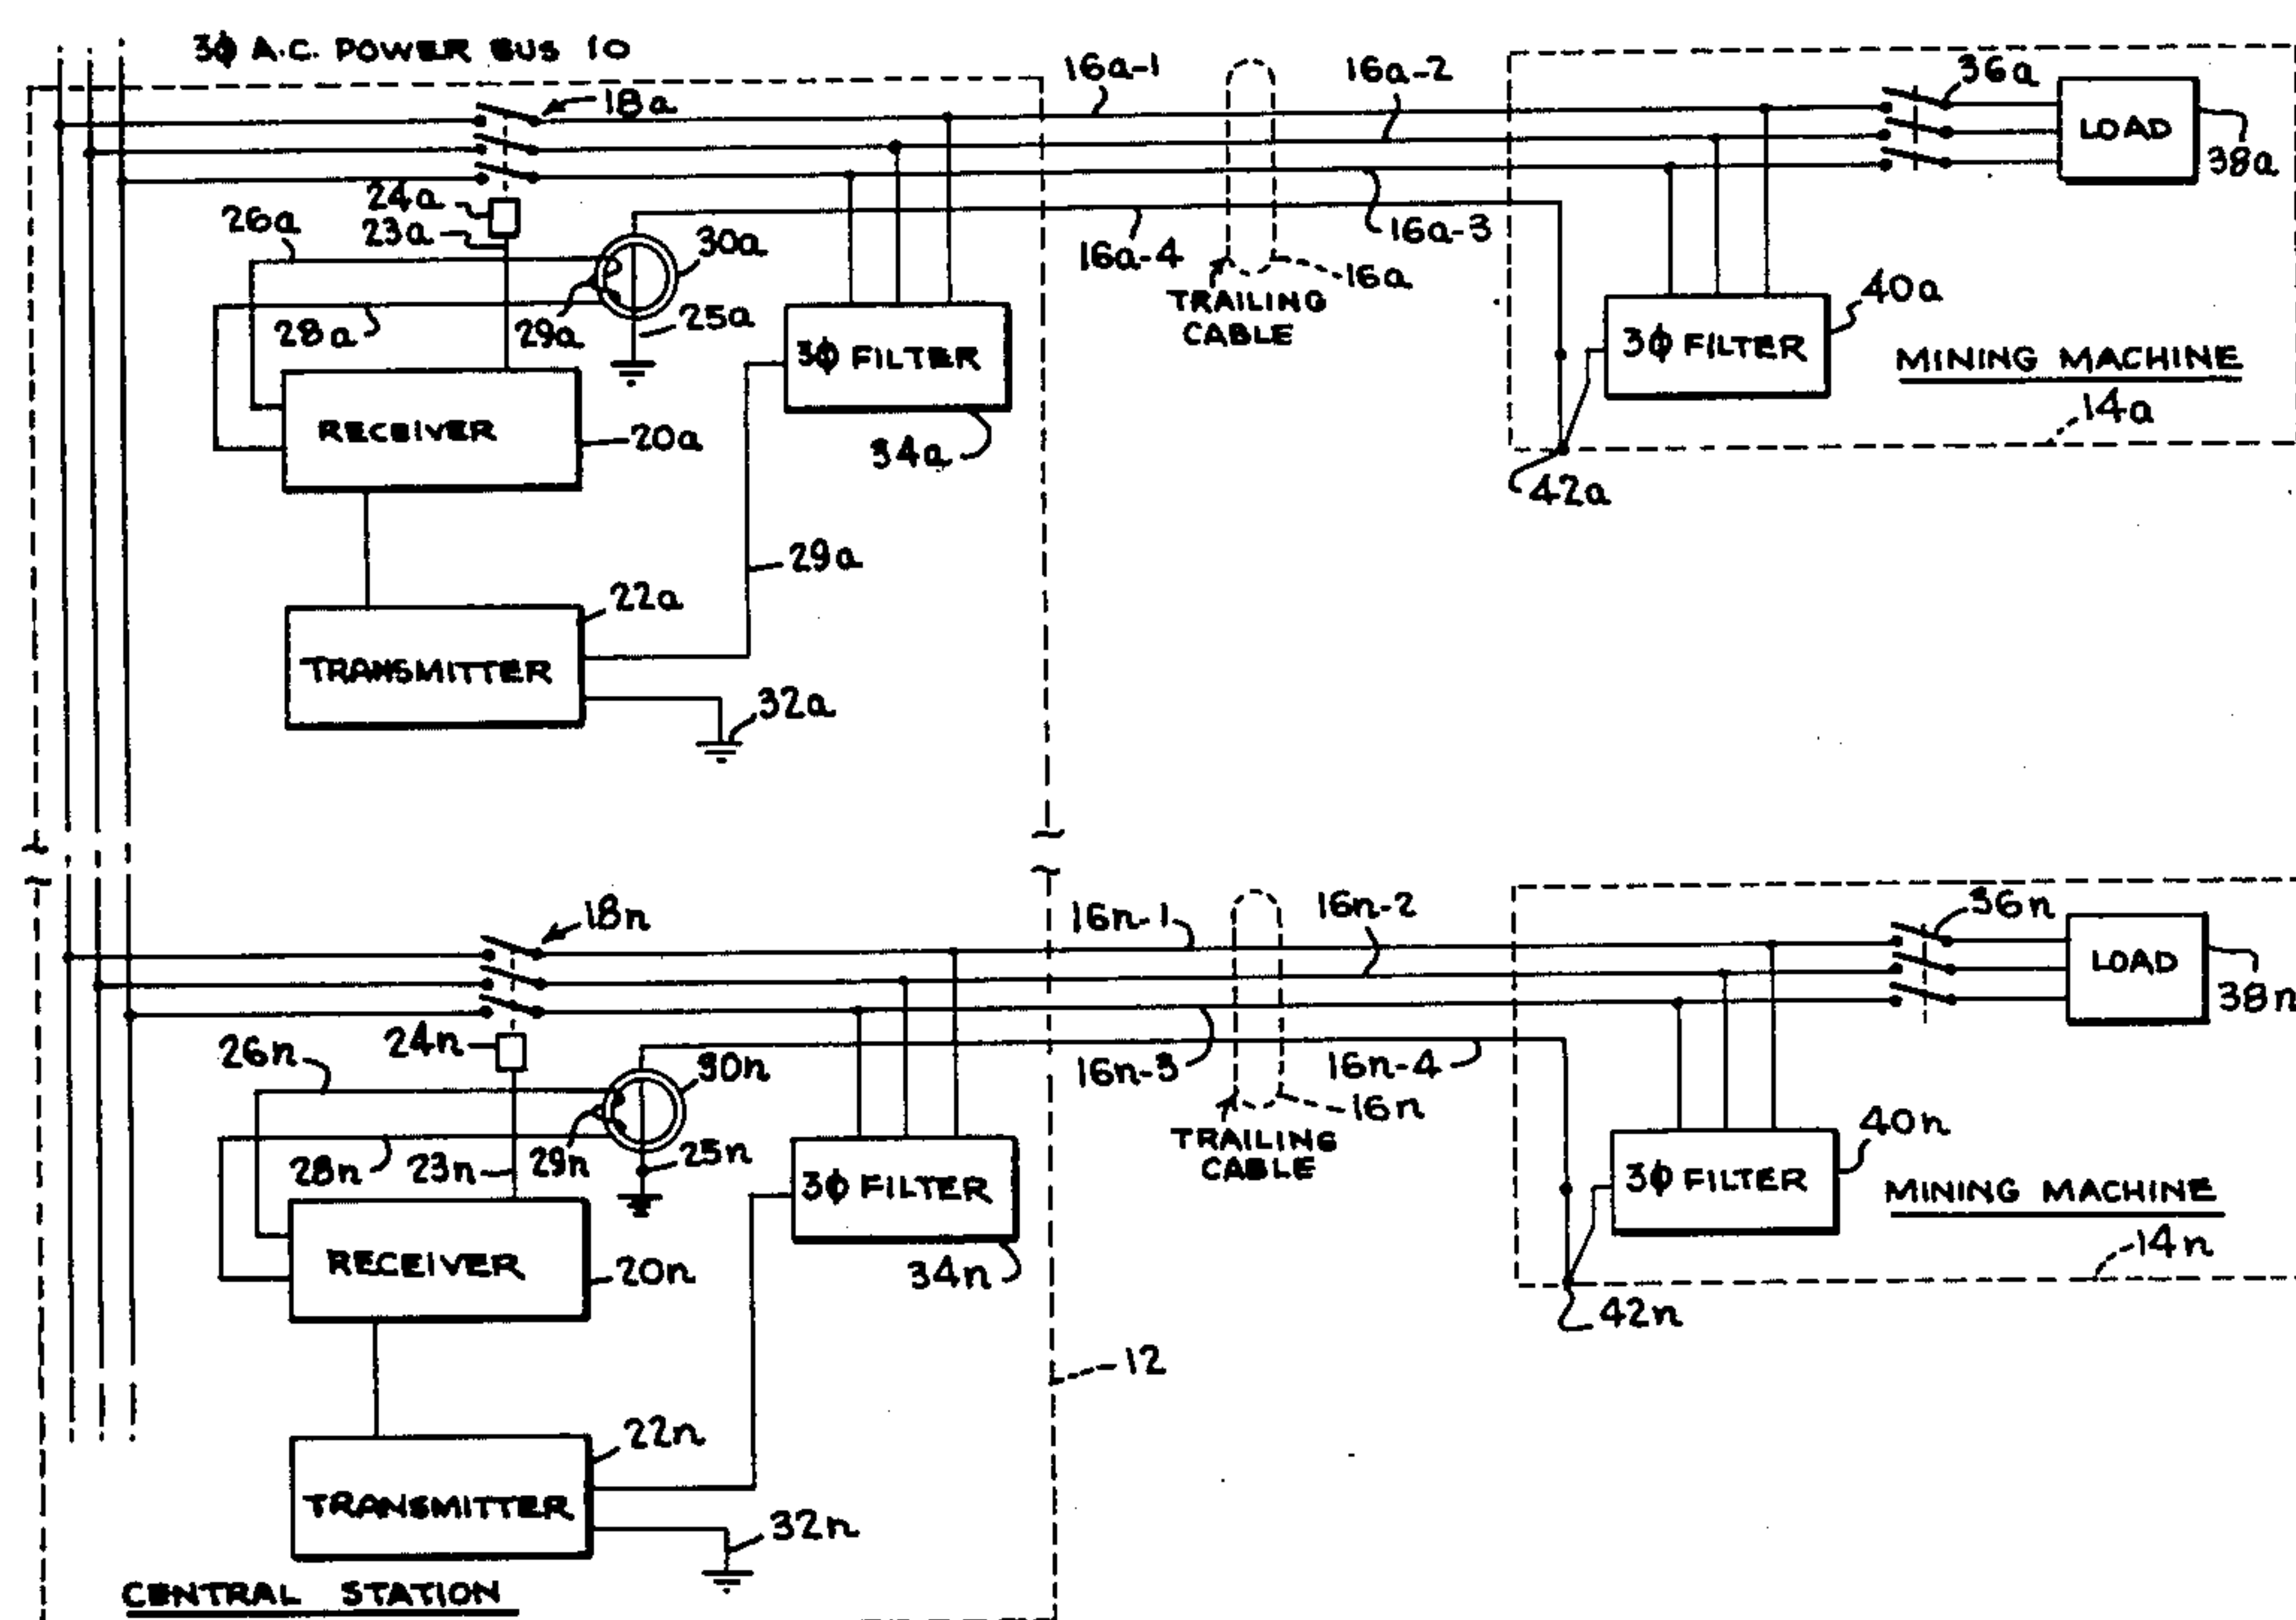 3φ A.C. POWER BUS 10
18a
16a-1
16a-2
36a
LOAD
38a
24a
23a
26a
30a
16a-4
16a-3
16a
TRAILING
CABLE
28a
29a
25a
3φ FILTER
40a
3φ FILTER
MINING MACHINE
14a
RECEIVER
20a
34a
42a
29a
22a
TRANSMITTER
32a
18n
16n-1
16n-2
36n
LOAD
38n
24n
26n
30n
16n-3
16n-4
16n
TRAILING
CABLE
28n
23n
29n
25n
3φ FILTER
40n
3φ FILTER
MINING MACHINE
14n
RECEIVER
20n
34n
42n
12
22n
TRANSMITTER
32n
CENTRAL STATION